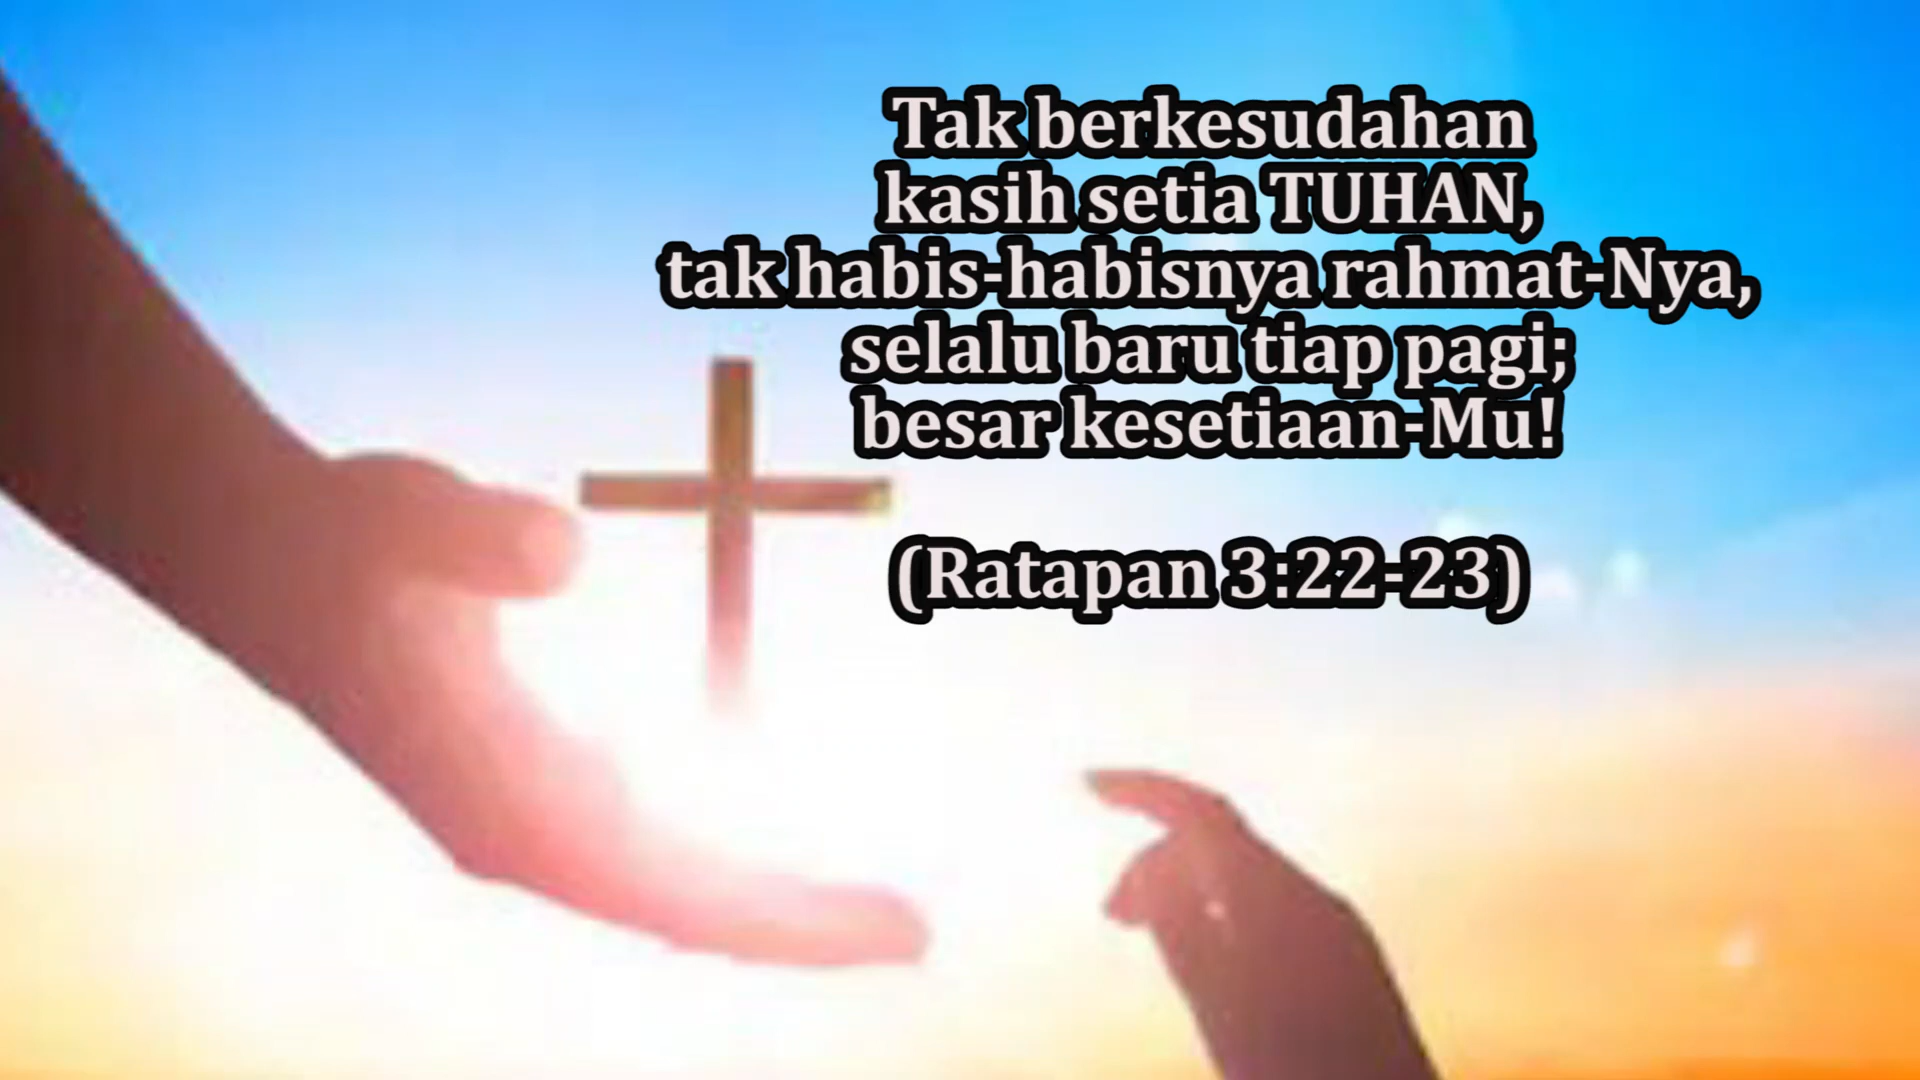 Tak berkesudahan
kasih setia TUHAN,
tak habis-habisnya rahmat-Nya,
selalu baru tiap pagi;
besar kesetiaan-Mu!
(Ratapan 3:22-23)